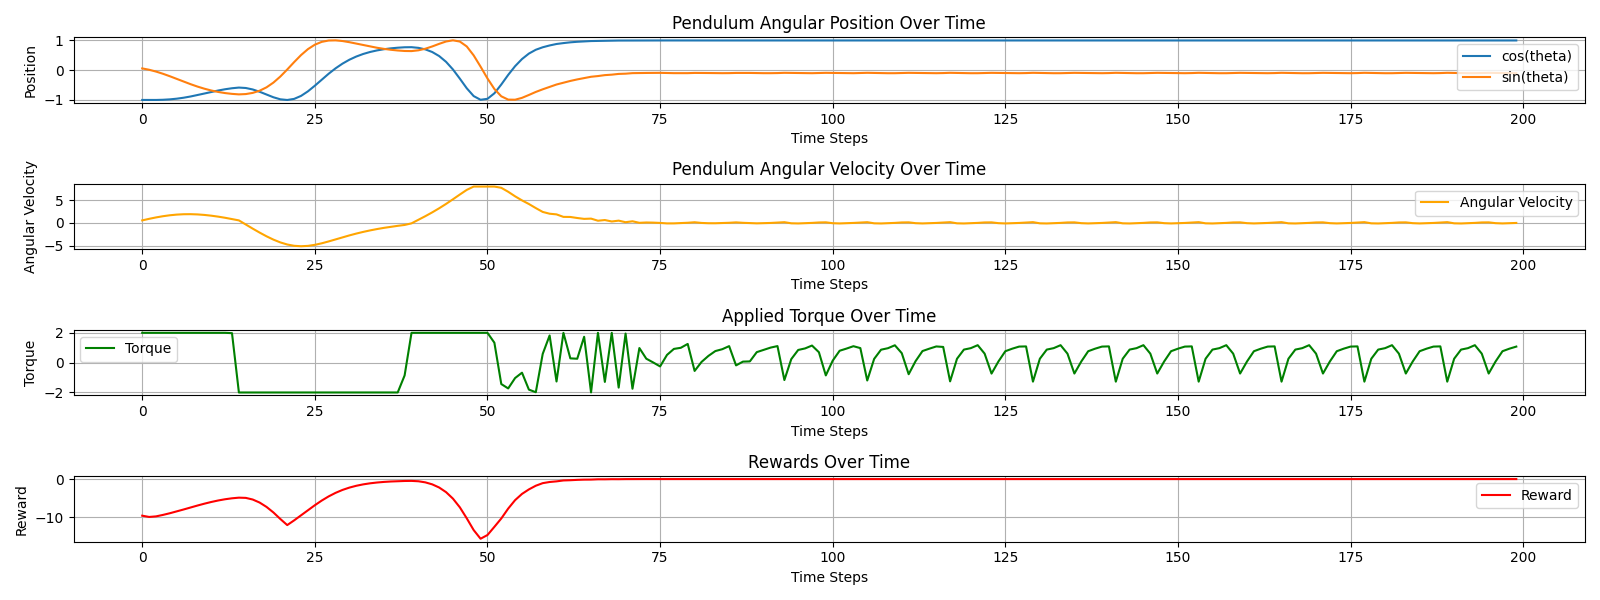 Pendulum Angular Position Over Time
Position
1
0
−1
cos(theta)
sin(theta)
0 25 50 75 100 125 150 175 200
Time Steps
Pendulum Angular Velocity Over Time
Angular Velocity
5
0
−5
Angular Velocity
0 25 50 75 100 125 150 175 200
Time Steps
Applied Torque Over Time
Torque
2
0
−2
Torque
0 25 50 75 100 125 150 175 200
Time Steps
Rewards Over Time
Reward
0
−10
Reward
0 25 50 75 100 125 150 175 200
Time Steps